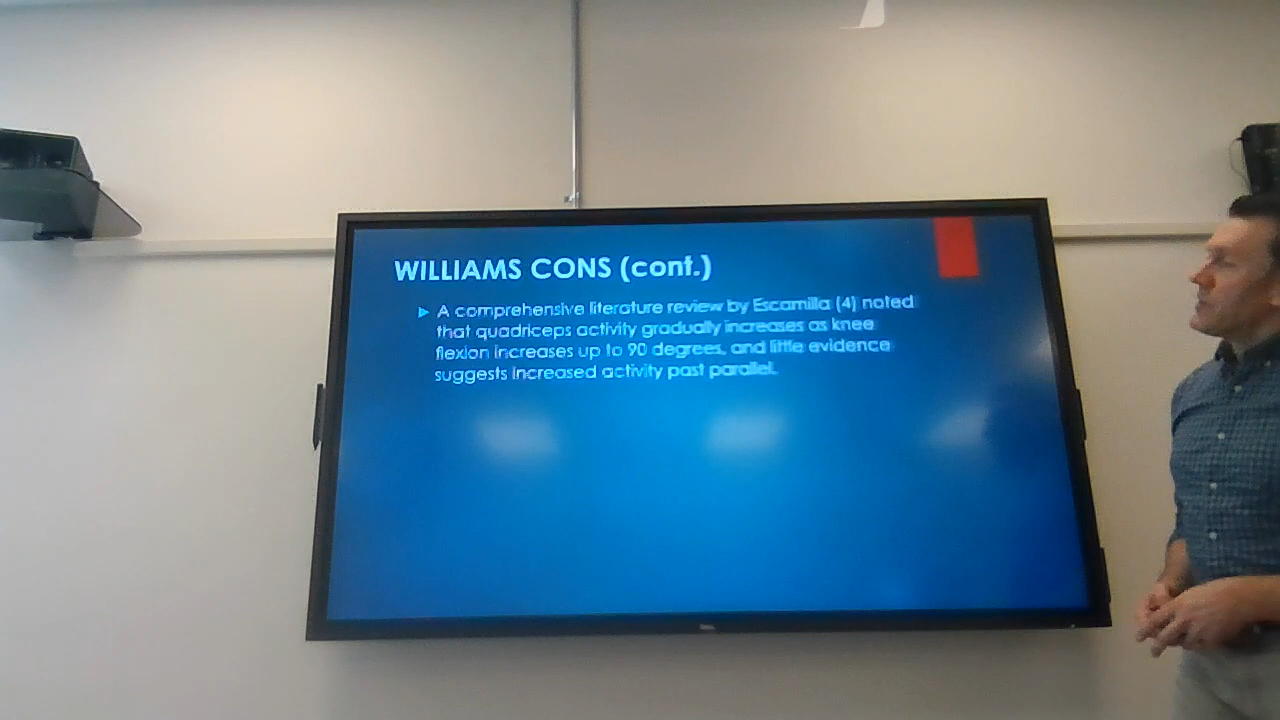 WILLIAMS CONS (cont.)
A comprehensive literature review by Escamilla (4) noted
that quadriceps activity gradually increases as knee
flexion increases up to 90 degrees, and little evidence
suggests increased activity past parallel.